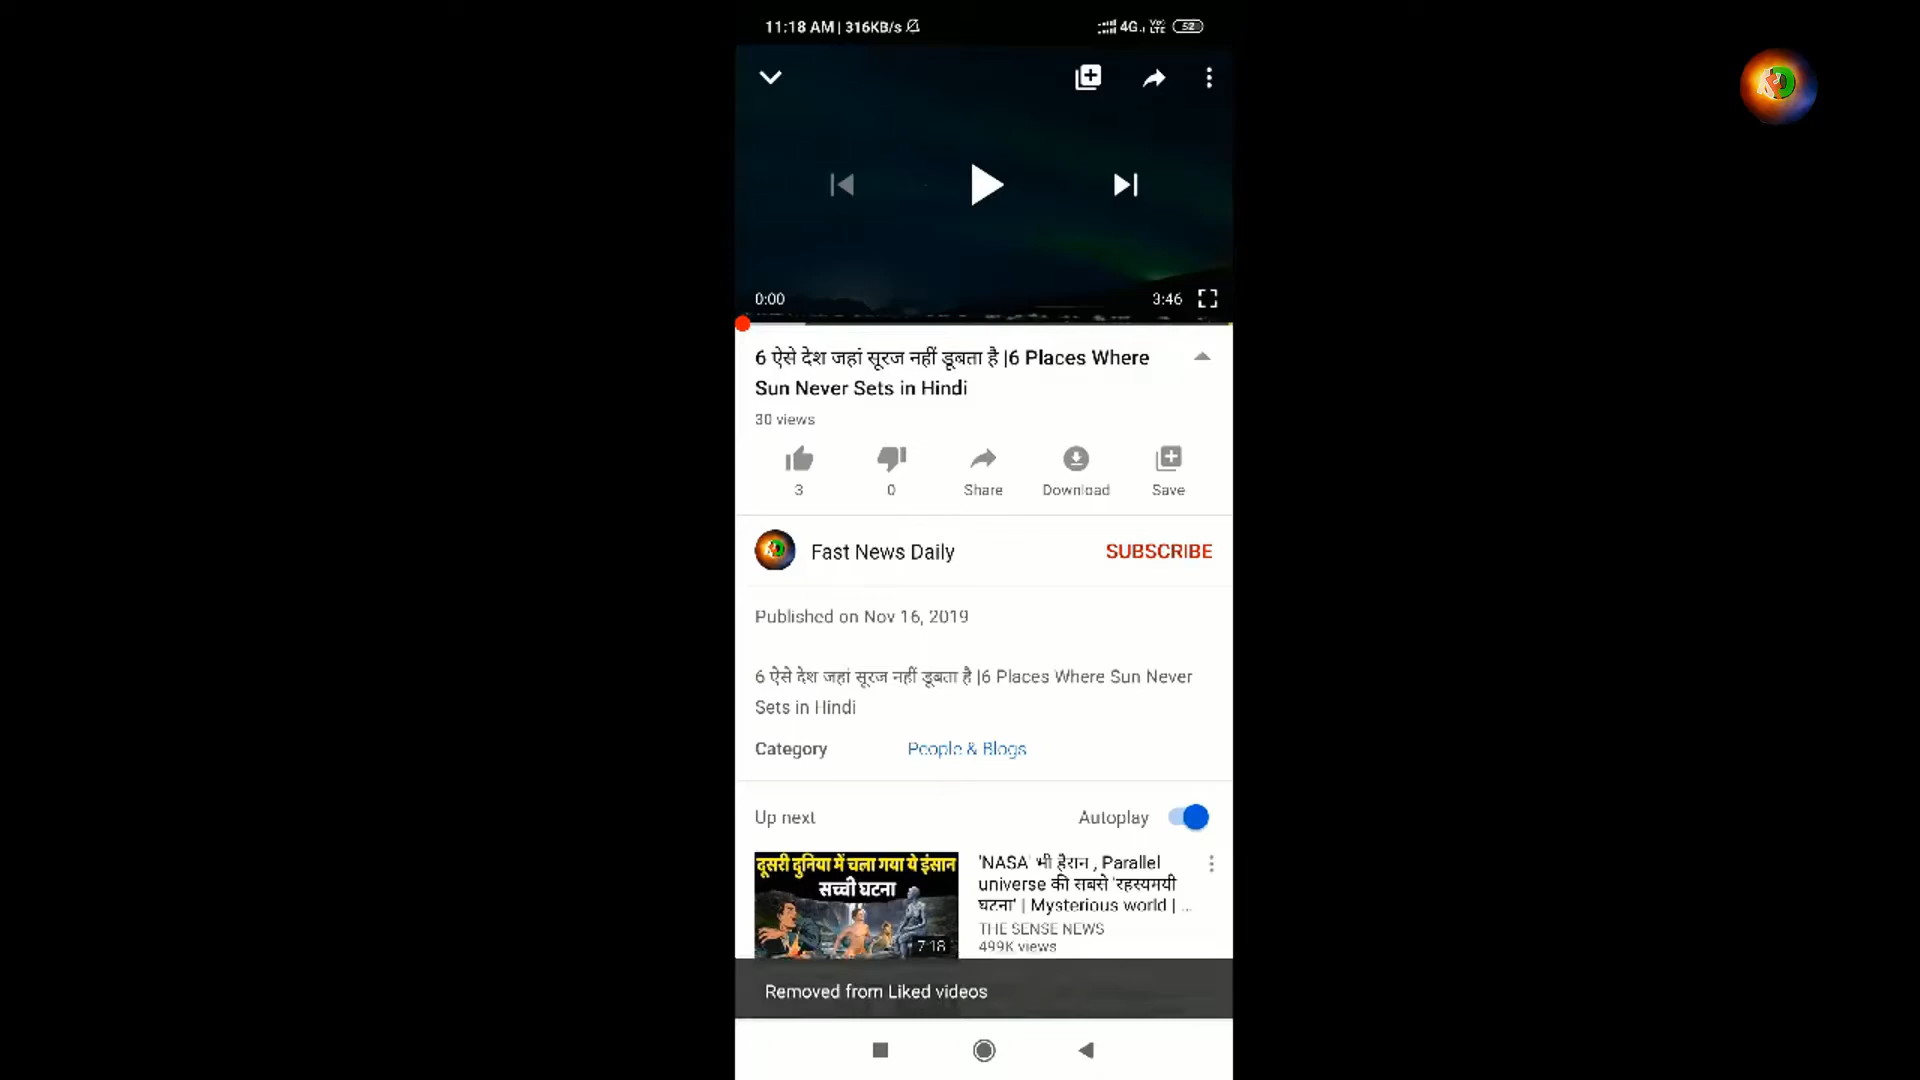 11:18 AM | 316KB/s
4G
Vo
LTE
52
0:00
3:46
6 ऐसे देश जहां सूरज नहीं डूबता है |6 Places Where
Sun Never Sets in Hindi
30 views
3
0
Share
Download
Save
Fast News Daily
SUBSCRIBE
Published on Nov 16, 2019
6 ऐसे देश जहां सूरज नहीं डूबता है |6 Places Where Sun Never
Sets in Hindi
Category
People & Blogs
Up next
Autoplay
दूसरी दुनिया में चला गया ये इंसान
सच्ची घटना
7:18
'NASA' भी हैरान , Parallel
universe की सबसे 'रहस्यमयी
घटना' | Mysterious world | ...
THE SENSE NEWS
499K views
Removed from Liked videos